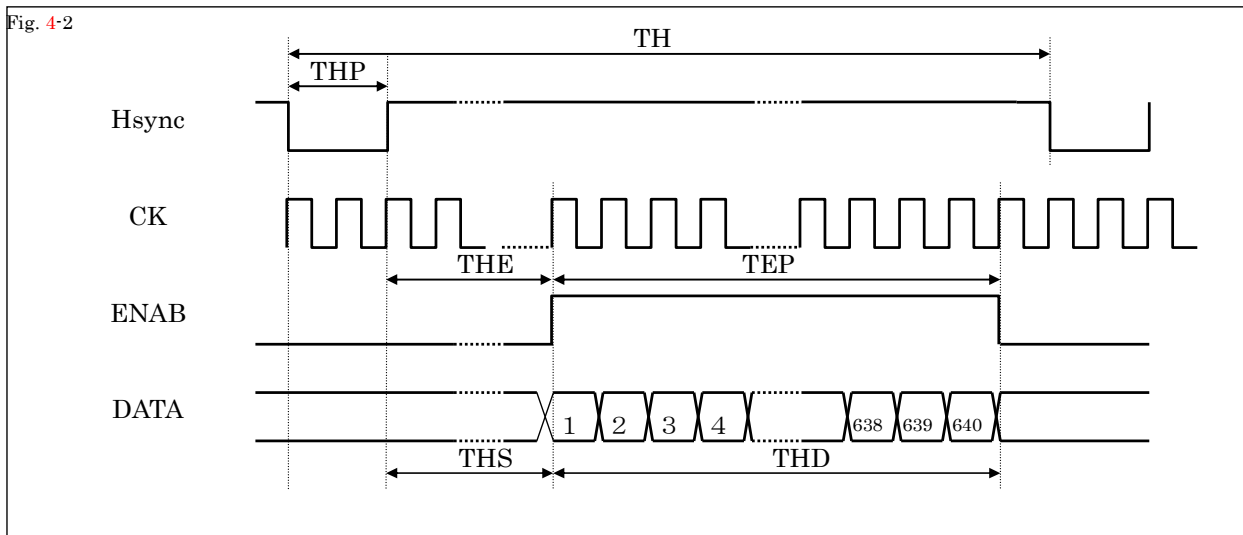 Fig. 4-2
TH
THP
Hsync
CK
THE TEP
ENAB
DATA 1 2 3 4 638 639 640
THS THD